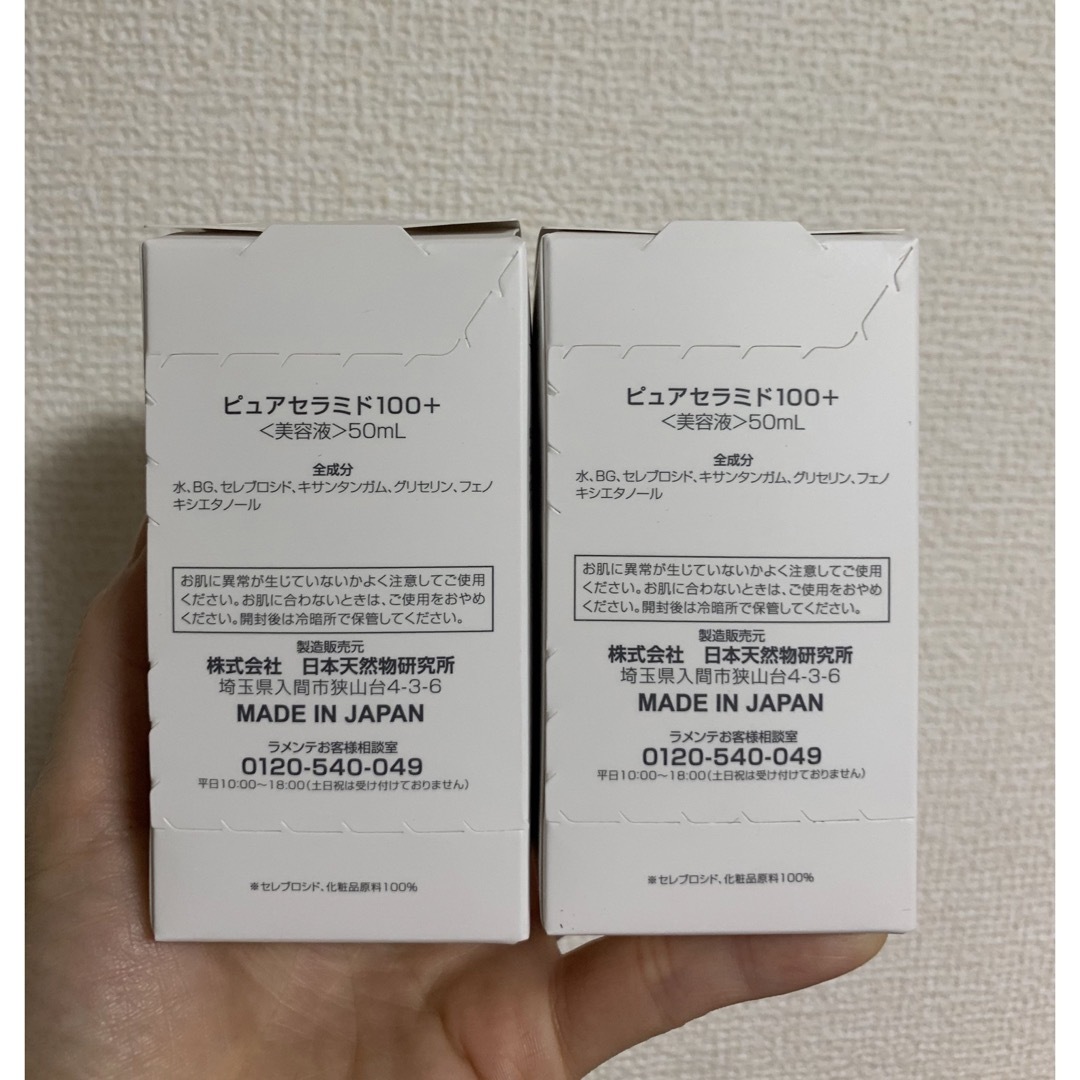 ピュアセラミド100+
<美容液>50mL
全成分
水、BG、セレブロシド、キサンタンガム、グリセリン、フェノ
キシエタノール
お肌に異常が生じていないかよく注意してご使用
ください。お肌に合わないときは、ご使用をおやめ
ください。開封後は冷暗所で保管してください。
製造販売元
株式会社　日本天然物研究所
埼玉県入間市狭山台4-3-6
MADE IN JAPAN
ラメンテお客様相談室
0120-540-049
平日10:00〜18:00(土日祝は受け付けておりません)
※セレブロシド、化粧品原料100%
ピュアセラミド100+
<美容液>50mL
全成分
水、BG、セレブロシド、キサンタンガム、グリセリン、フェノ
キシエタノール
お肌に異常が生じていないかよく注意してご使用
ください。お肌に合わないときは、ご使用をおやめ
ください。開封後は冷暗所で保管してください。
製造販売元
株式会社　日本天然物研究所
埼玉県入間市狭山台4-3-6
MADE IN JAPAN
ラメンテお客様相談室
0120-540-049
平日10:00〜18:00(土日祝は受け付けておりません)
※セレブロシド、化粧品原料100%